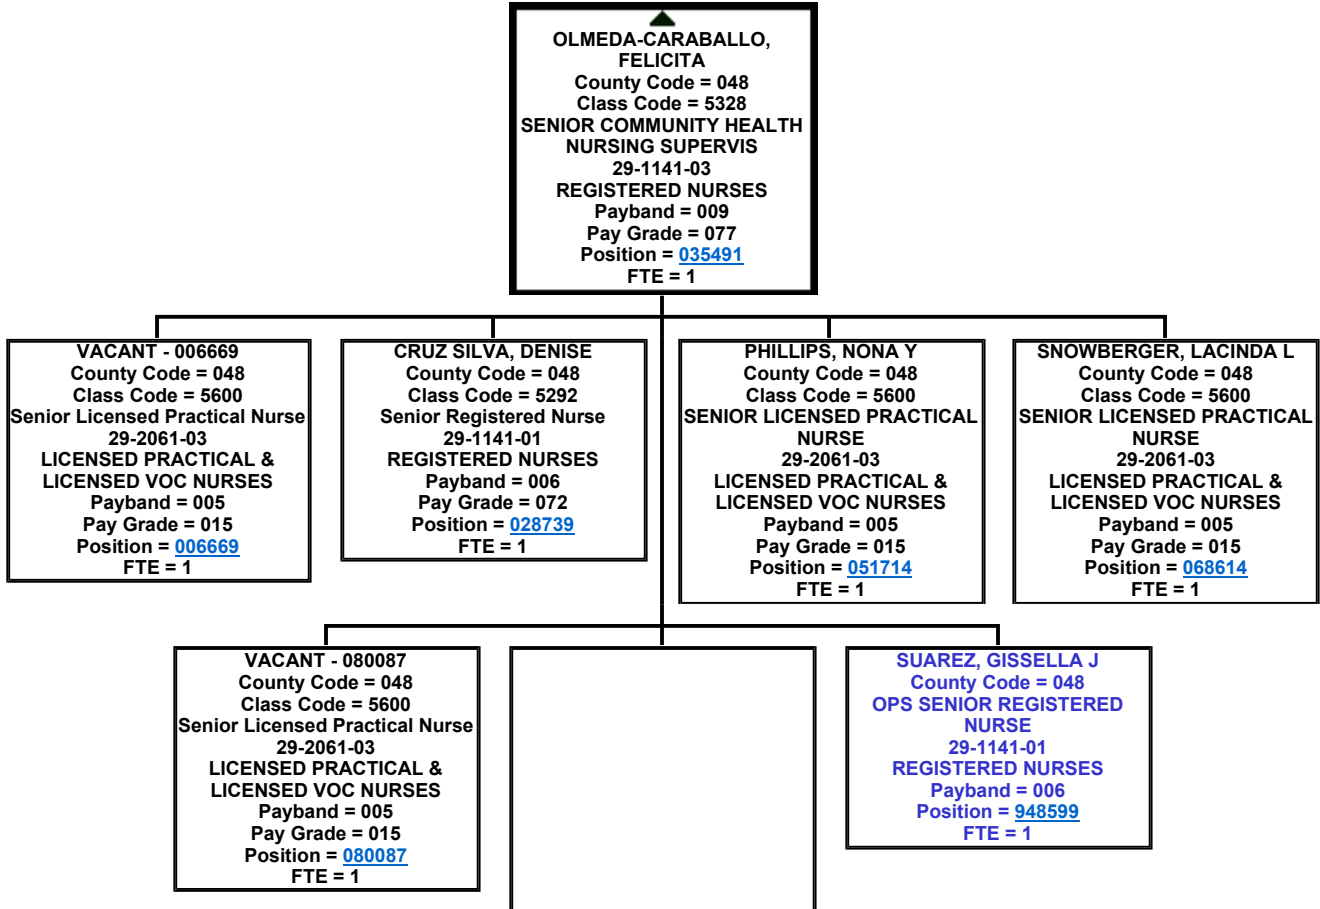 OLMEDA-CARABALLO,
FELICITA
County Code = 048
Class Code = 5328
SENIOR COMMUNITY HEALTH
NURSING SUPERVIS
29-1141-03
REGISTERED NURSES
Payband = 009
Pay Grade = 077
Position = 035491
FTE = 1
VACANT - 006669
County Code = 048
Class Code = 5600
Senior Licensed Practical Nurse
29-2061-03
LICENSED PRACTICAL &
LICENSED VOC NURSES
Payband = 005
Pay Grade = 015
Position = 006669
FTE = 1
CRUZ SILVA, DENISE
County Code = 048
Class Code = 5292
Senior Registered Nurse
29-1141-01
REGISTERED NURSES
Payband = 006
Pay Grade = 072
Position = 028739
FTE = 1
PHILLIPS, NONA Y
County Code = 048
Class Code = 5600
SENIOR LICENSED PRACTICAL
NURSE
29-2061-03
LICENSED PRACTICAL &
LICENSED VOC NURSES
Payband = 005
Pay Grade = 015
Position = 051714
FTE = 1
SNOWBERGER, LACINDA L
County Code = 048
Class Code = 5600
SENIOR LICENSED PRACTICAL
NURSE
29-2061-03
LICENSED PRACTICAL &
LICENSED VOC NURSES
Payband = 005
Pay Grade = 015
Position = 068614
FTE = 1
VACANT - 080087
County Code = 048
Class Code = 5600
Senior Licensed Practical Nurse
29-2061-03
LICENSED PRACTICAL &
LICENSED VOC NURSES
Payband = 005
Pay Grade = 015
Position = 080087
FTE = 1
SUAREZ, GISSELLA J
County Code = 048
OPS SENIOR REGISTERED
NURSE
29-1141-01
REGISTERED NURSES
Payband = 006
Position = 948599
FTE = 1